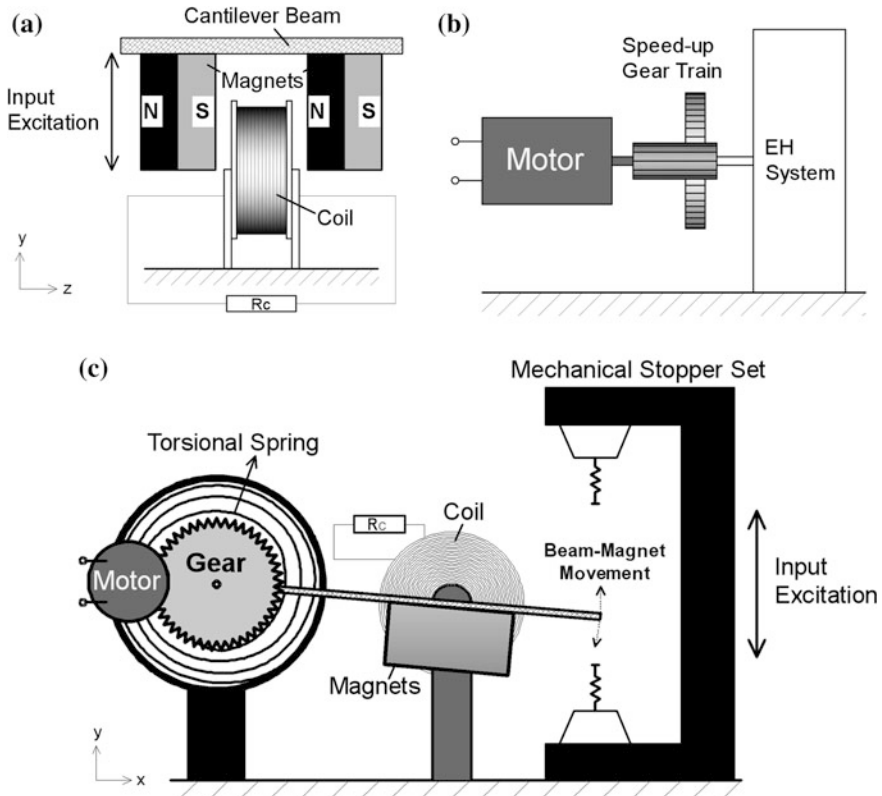 (a)
Cantilever Beam
Input
Excitation
Magnets
N
S
N
S
Coil
y
z
Rc
(b)
Speed-up
Gear Train
Motor
EH
System
(c)
Mechanical Stopper Set
Torsional Spring
Rc
Coil
Motor
Gear
Beam-Magnet
Movement
Input
Excitation
Magnets
y
x